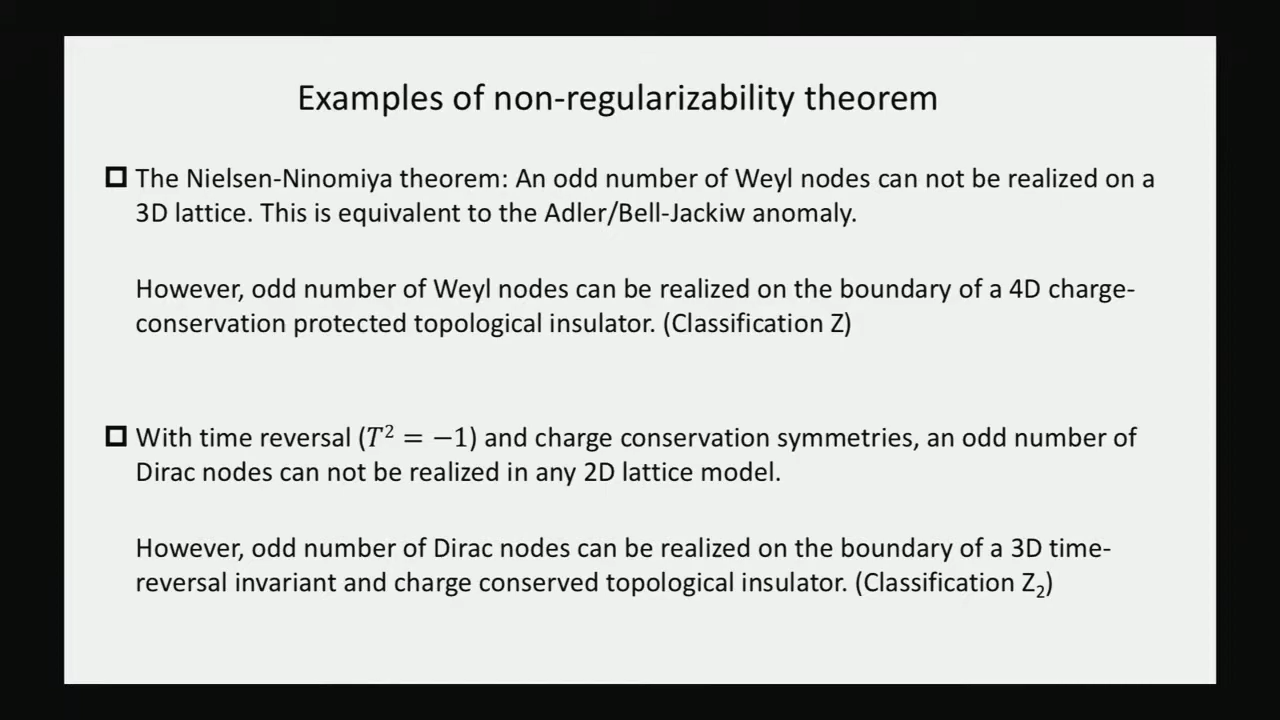 Examples of non-regularizability theorem
The Nielsen-Ninomiya theorem: An odd number of Weyl nodes can not be realized on a
3D lattice. This is equivalent to the Adler/Bell-Jackiw anomaly.
However, odd number of Weyl nodes can be realized on the boundary of a 4D charge-
conservation protected topological insulator. (Classification Z)
With time reversal (𝑇² = −1) and charge conservation symmetries, an odd number of
Dirac nodes can not be realized in any 2D lattice model.
However, odd number of Dirac nodes can be realized on the boundary of a 3D time-
reversal invariant and charge conserved topological insulator. (Classification Z₂)